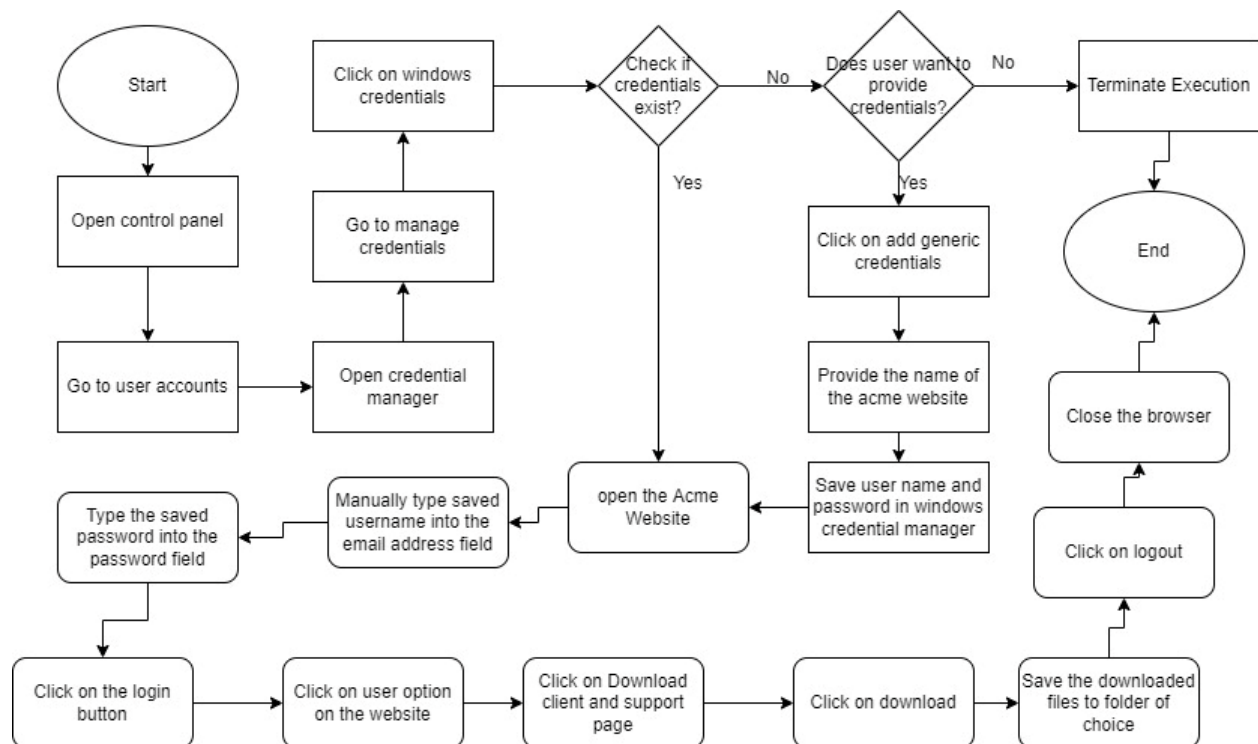 Start
Open control panel
Go to user accounts
Open credential
manager
Go to manage
credentials
Click on windows
credentials
Check if
credentials
exist?
No
Yes
Does user want to
provide
credentials?
No
Yes
Terminate Execution
End
Click on add generic
credentials
Provide the name of
the acme website
Save user name and
password in windows
credential manager
open the Acme
Website
Manually type saved
username into the
email address field
Type the saved
password into the
password field
Click on the login
button
Click on user option
on the website
Click on Download
client and support
page
Click on download
Save the downloaded
files to folder of
choice
Click on logout
Close the browser